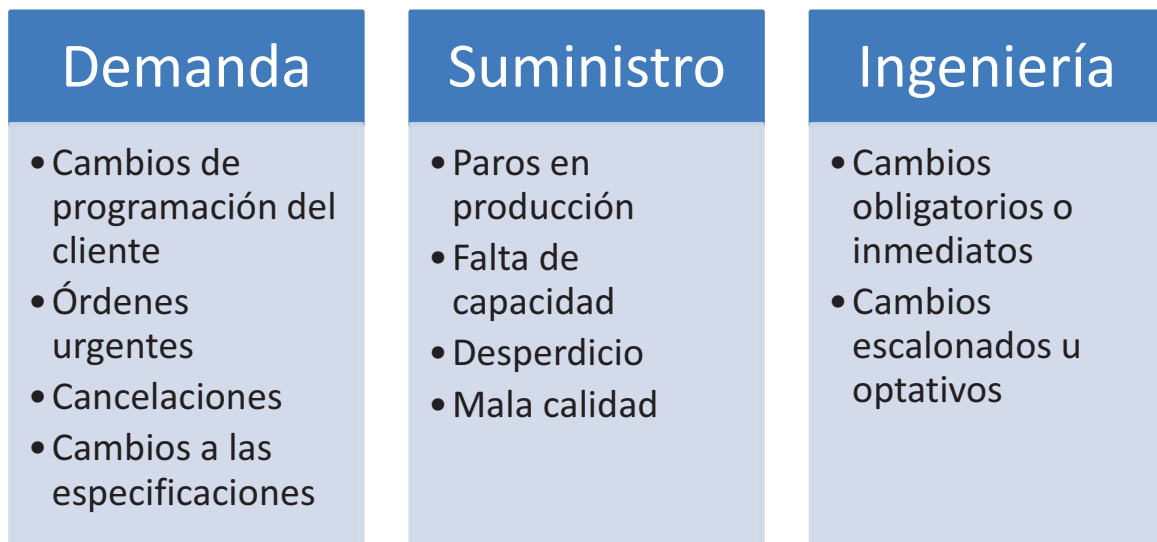 Demanda
• Cambios de
programación del
cliente
• Órdenes
urgentes
• Cancelaciones
• Cambios a las
especificaciones
Suministro
• Paros en
producción
• Falta de
capacidad
• Desperdicio
• Mala calidad
Ingeniería
• Cambios
obligatorios o
inmediatos
• Cambios
escalonados u
optativos